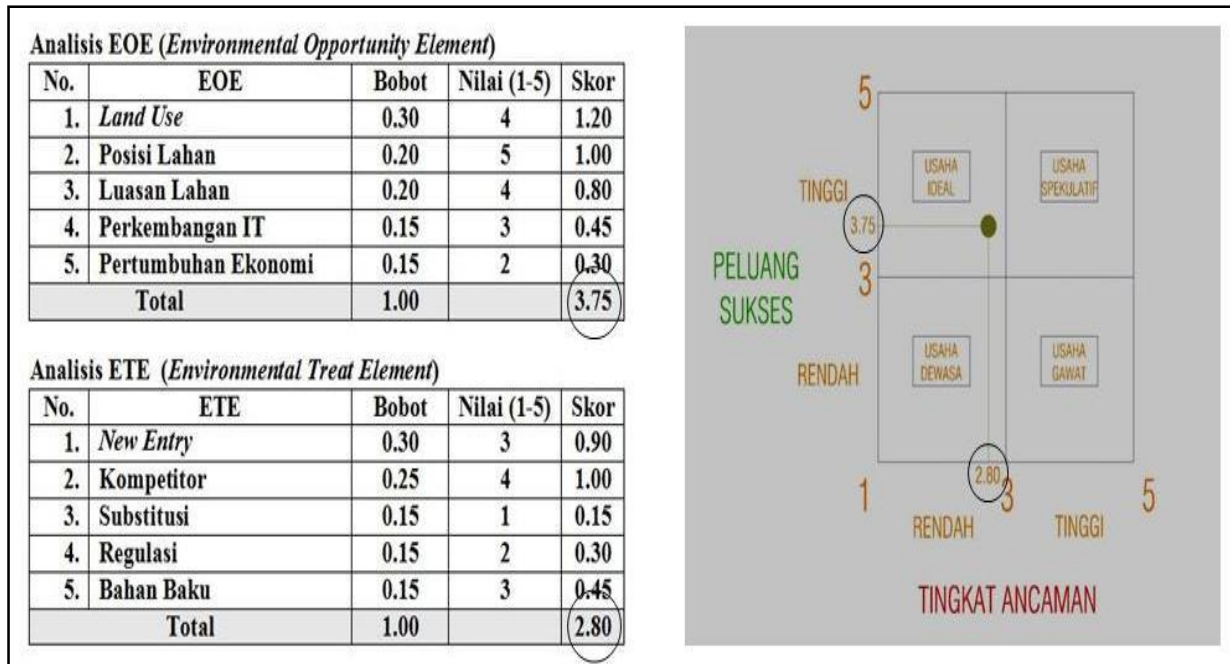 Analisis EOE (Environmental Opportunity Element)
No. EOE Bobot Nilai (1-5) Skor
1. Land Use 0.30 4 1.20
2. Posisi Lahan 0.20 5 1.00
3. Luasan Lahan 0.20 4 0.80
4. Perkembangan IT 0.15 3 0.45
5. Pertumbuhan Ekonomi 0.15 2 0.30
Total 1.00 3.75
Analisis ETE (Environmental Treat Element)
No. ETE Bobot Nilai (1-5) Skor
1. New Entry 0.30 3 0.90
2. Kompetitor 0.25 4 1.00
3. Substitusi 0.15 1 0.15
4. Regulasi 0.15 2 0.30
5. Bahan Baku 0.15 3 0.45
Total 1.00 2.80
5
USAHA
IDEAL
USAHA
SPEKULATIF
TINGGI
3.75
PELUANG
SUKSES
3
RENDAH
USAHA
DEWASA
USAHA
GAWAT
1
2.80
3
5
RENDAH
TINGGI
TINGKAT ANCAMAN